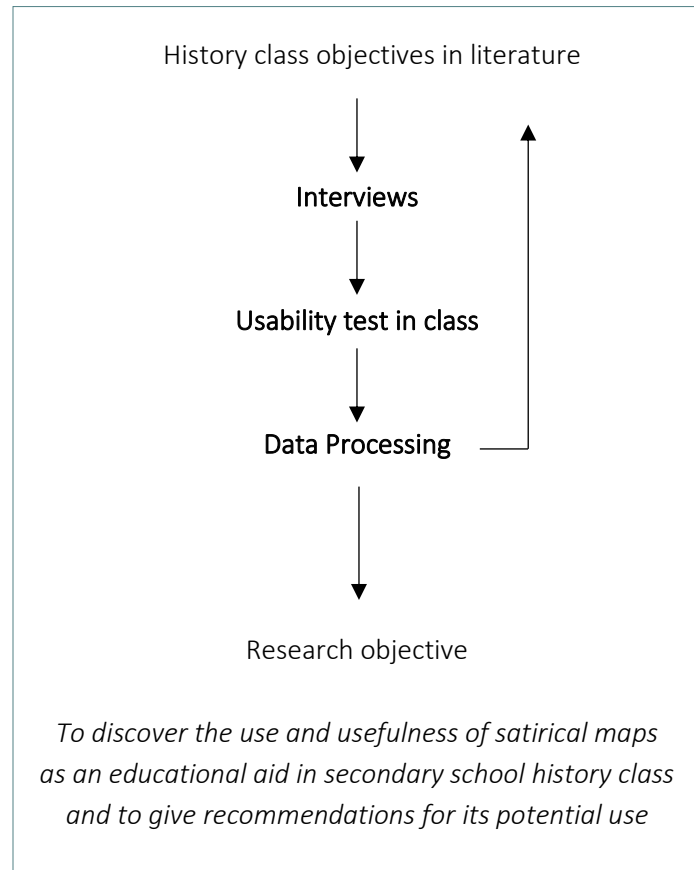 History class objectives in literature
Interviews
Usability test in class
Data Processing
Research objective
To discover the use and usefulness of satirical maps
as an educational aid in secondary school history class
and to give recommendations for its potential use